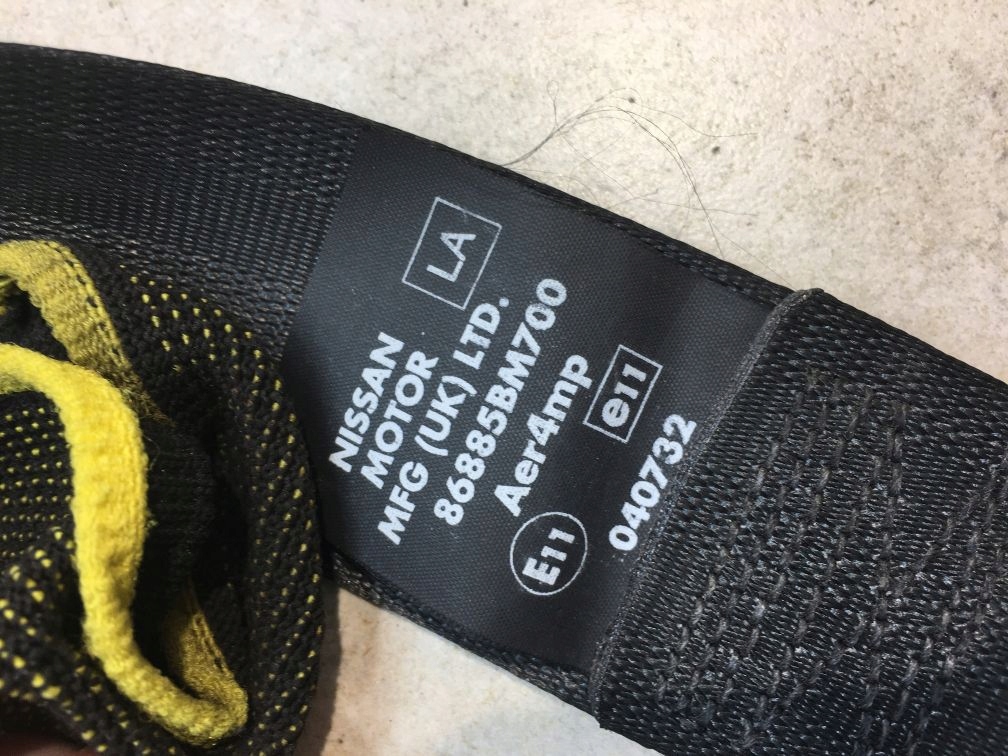 LA
NISSAN
MOTOR
MFG (UK) LTD.
86885BM700
Aer4mp
E11 e11
040732